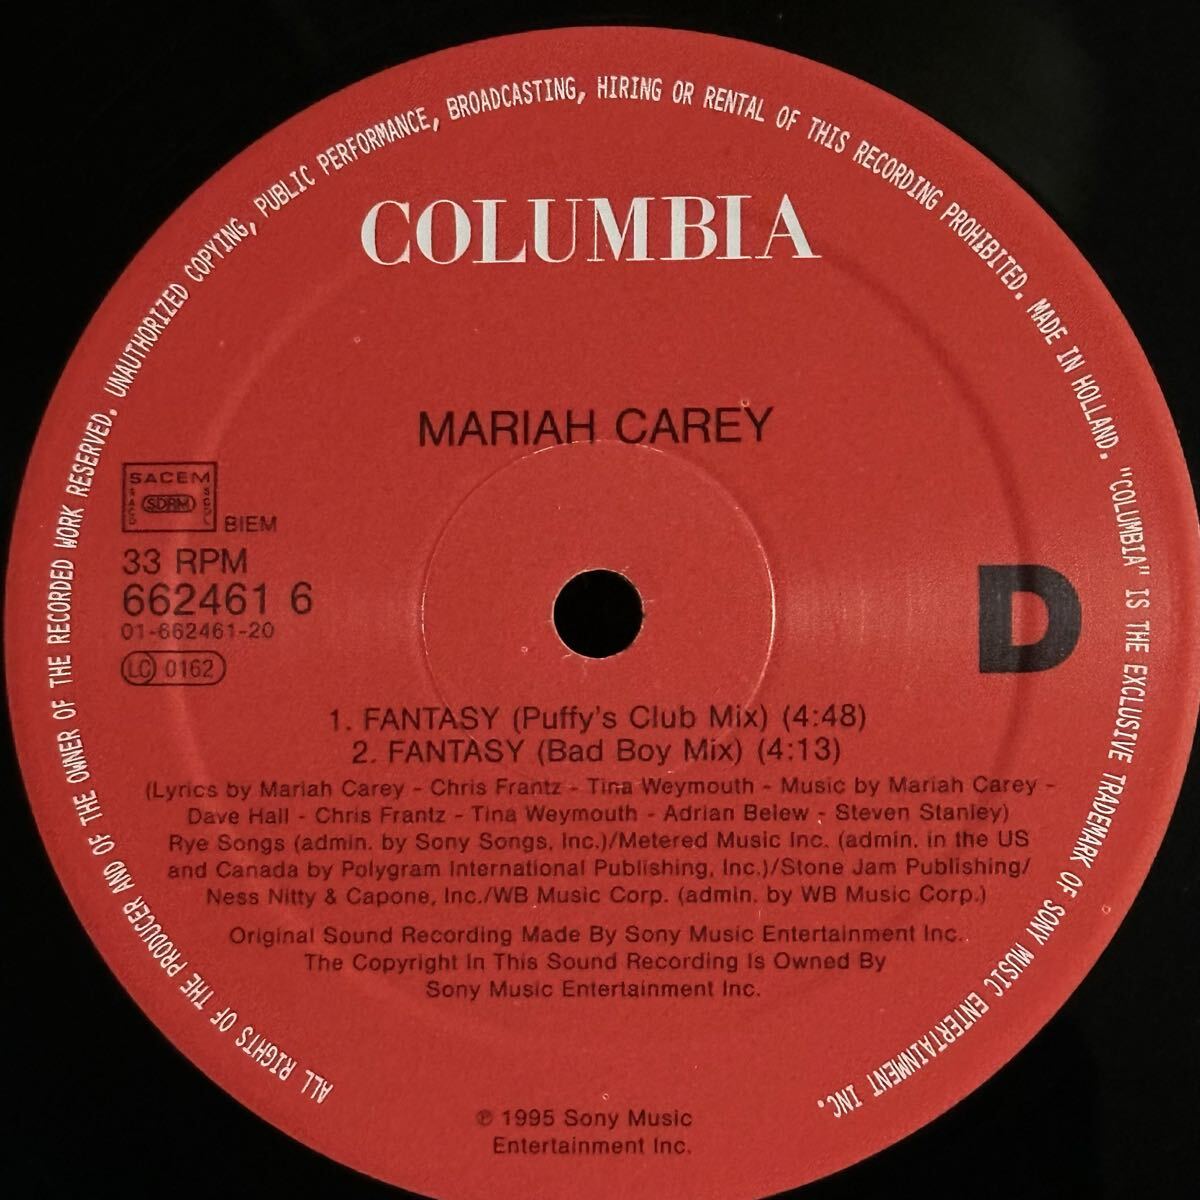 ALL RIGHTS OF THE PRODUCER AND OF THE OWNER OF THE RECORDED WORK RESERVED. UNAUTHORIZED COPYING, PUBLIC PERFORMANCE, BROADCASTING, HIRING OR RENTAL OF THIS RECORDING PROHIBITED. MADE IN HOLLAND. "COLUMBIA" IS THE EXCLUSIVE TRADEMARK OF SONY MUSIC ENTERTAINMENT INC.
COLUMBIA
MARIAH CAREY
SACEM
SACD SDRM SCGL
BIEM
33 RPM
662461 6
01-662461-20
LC 0162
D
1. FANTASY (Puffy's Club Mix) (4:48)
2. FANTASY (Bad Boy Mix) (4:13)
(Lyrics by Mariah Carey - Chris Frantz - Tina Weymouth - Music by Mariah Carey -
Dave Hall - Chris Frantz - Tina Weymouth - Adrian Belew - Steven Stanley)
Rye Songs (admin. by Sony Songs, Inc.)/Metered Music Inc. (admin. in the US
and Canada by Polygram International Publishing, Inc.)/Stone Jam Publishing/
Ness Nitty & Capone, Inc./WB Music Corp. (admin. by WB Music Corp.)
Original Sound Recording Made By Sony Music Entertainment Inc.
The Copyright In This Sound Recording Is Owned By
Sony Music Entertainment Inc.
℗ 1995 Sony Music
Entertainment Inc.